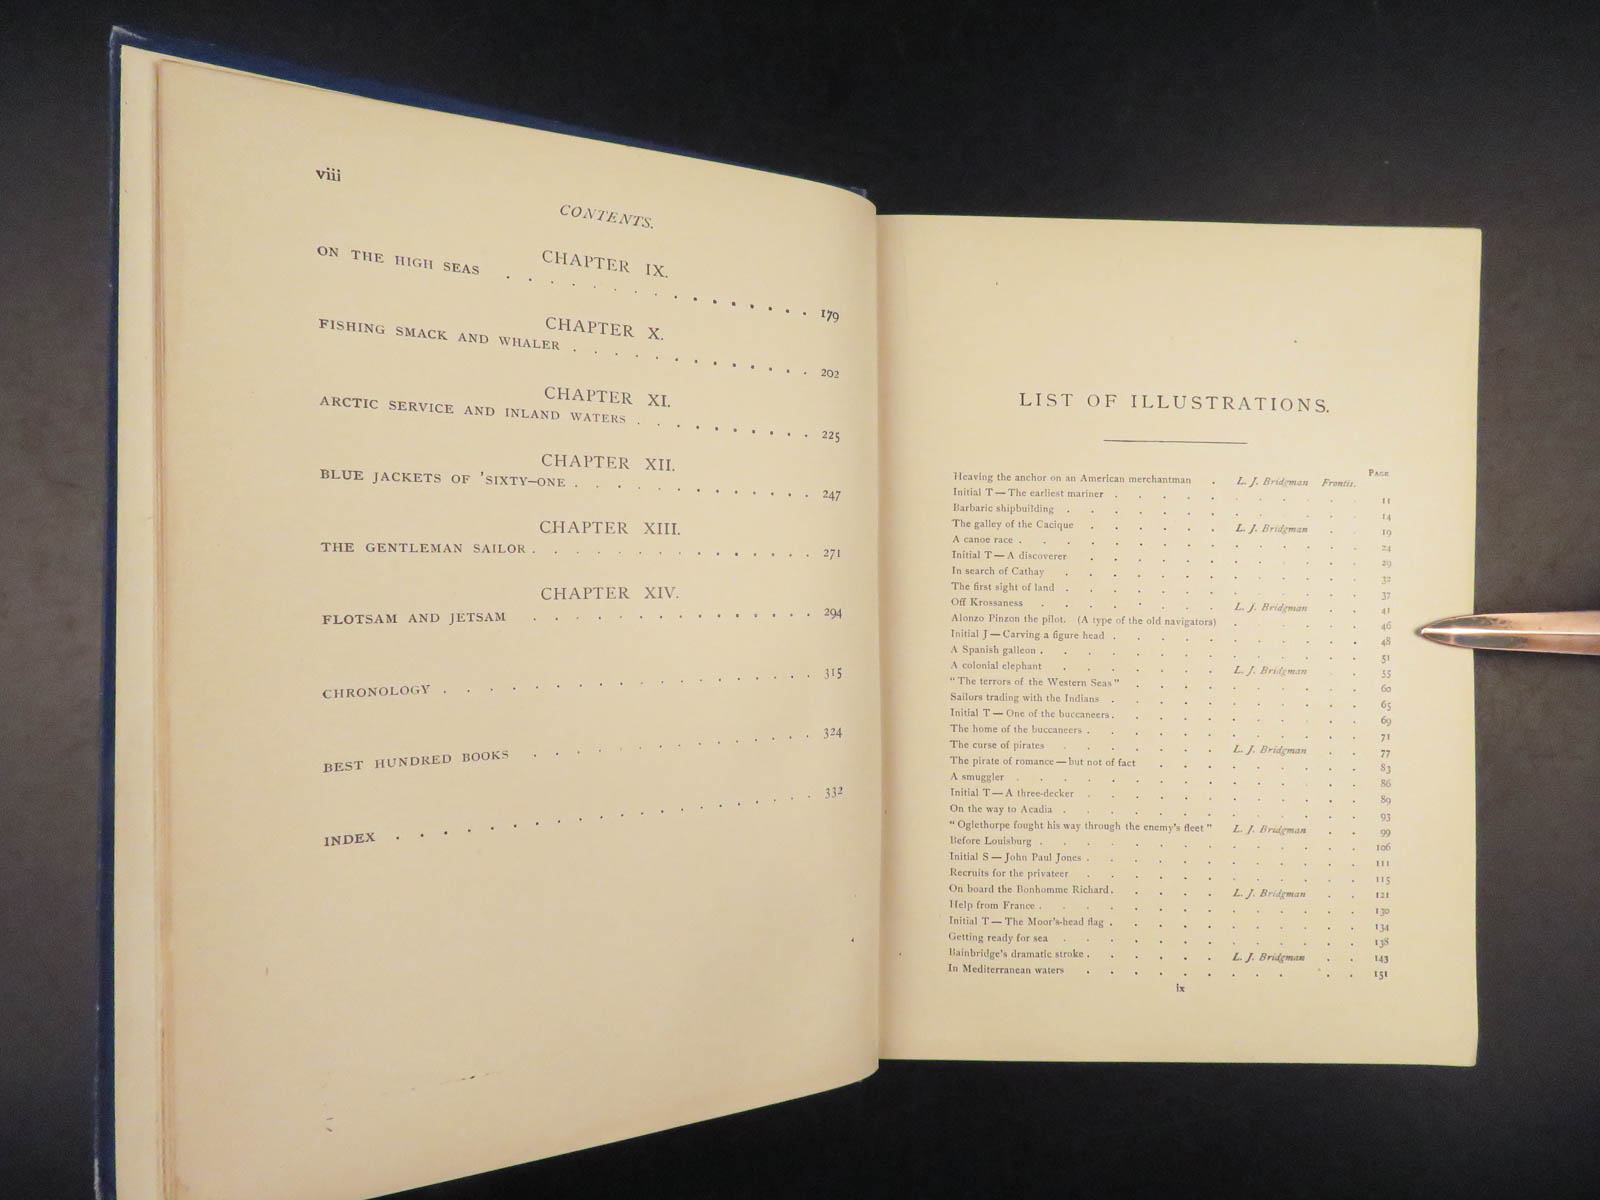 viii
CONTENTS.
CHAPTER IX.
ON THE HIGH SEAS . . . . . . . . . . . . . . . . 179
CHAPTER X.
FISHING SMACK AND WHALER . . . . . . . . . . . . 202
CHAPTER XI.
ARCTIC SERVICE AND INLAND WATERS . . . . . . . . . . 225
CHAPTER XII.
BLUE JACKETS OF 'SIXTY—ONE . . . . . . . . . . . . 247
CHAPTER XIII.
THE GENTLEMAN SAILOR . . . . . . . . . . . . . . 271
CHAPTER XIV.
FLOTSAM AND JETSAM . . . . . . . . . . . . . . 294
CHRONOLOGY . . . . . . . . . . . . . . . . . . 315
BEST HUNDRED BOOKS . . . . . . . . . . . . . . 324
INDEX . . . . . . . . . . . . . . . . . . 332
LIST OF ILLUSTRATIONS.
PAGE
Heaving the anchor on an American merchantman . L. J. Bridgman Frontis.
Initial T — The earliest mariner . . . . . . . . . . . 11
Barbaric shipbuilding . . . . . . . . . . . . . 14
The galley of the Cacique . . . . . . L. J. Bridgman . . 19
A canoe race . . . . . . . . . . . . . . . 24
Initial T — A discoverer . . . . . . . . . . . . 29
In search of Cathay . . . . . . . . . . . . . 32
The first sight of land . . . . . . . . . . . . . 37
Off Krossaness . . . . . . . . L. J. Bridgman . . 41
Alonzo Pinzon the pilot. (A type of the old navigators) . . . . . . 46
Initial J — Carving a figure head . . . . . . . . . . . 48
A Spanish galleon . . . . . . . . . . . . . . 51
A colonial elephant . . . . . . . L. J. Bridgman . . 55
"The terrors of the Western Seas" . . . . . . . . . . 60
Sailors trading with the Indians . . . . . . . . . . . 65
Initial T — One of the buccaneers . . . . . . . . . . . 69
The home of the buccaneers . . . . . . . . . . . . 71
The curse of pirates . . . . . . . L. J. Bridgman . . 77
The pirate of romance — but not of fact . . . . . . . . . 83
A smuggler . . . . . . . . . . . . . . . 86
Initial T — A three-decker . . . . . . . . . . . . 89
On the way to Acadia . . . . . . . . . . . . . 93
"Oglethorpe fought his way through the enemy's fleet" L. J. Bridgman . . 99
Before Louisburg . . . . . . . . . . . . . . 106
Initial S — John Paul Jones . . . . . . . . . . . . 111
Recruits for the privateer . . . . . . . . . . . . 115
On board the Bonhomme Richard . . . . . L. J. Bridgman . . 121
Help from France . . . . . . . . . . . . . . 130
Initial T — The Moor's-head flag . . . . . . . . . . . 134
Getting ready for sea . . . . . . . . . . . . . 138
Bainbridge's dramatic stroke . . . . . . L. J. Bridgman . . 143
In Mediterranean waters . . . . . . . . . . . 151
ix